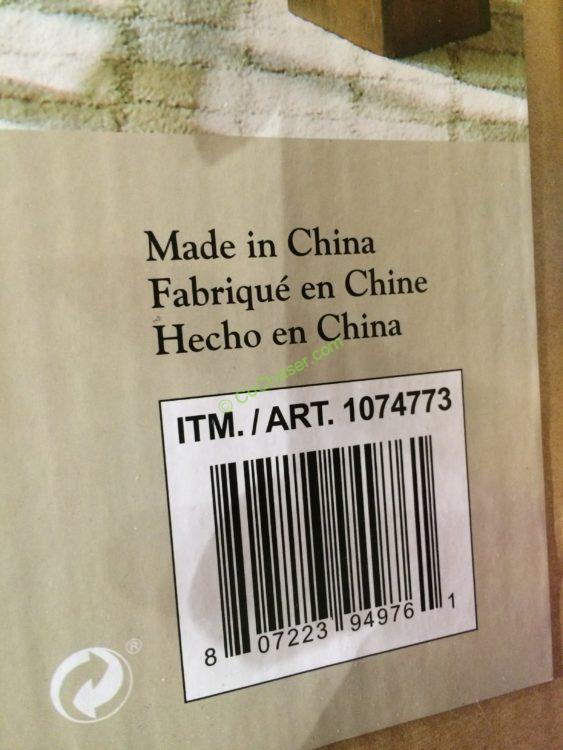 Made in China
Fabriqué en Chine
Hecho en China
© CoChaser.com
ITM. / ART. 1074773
8 07223 94976 1
®